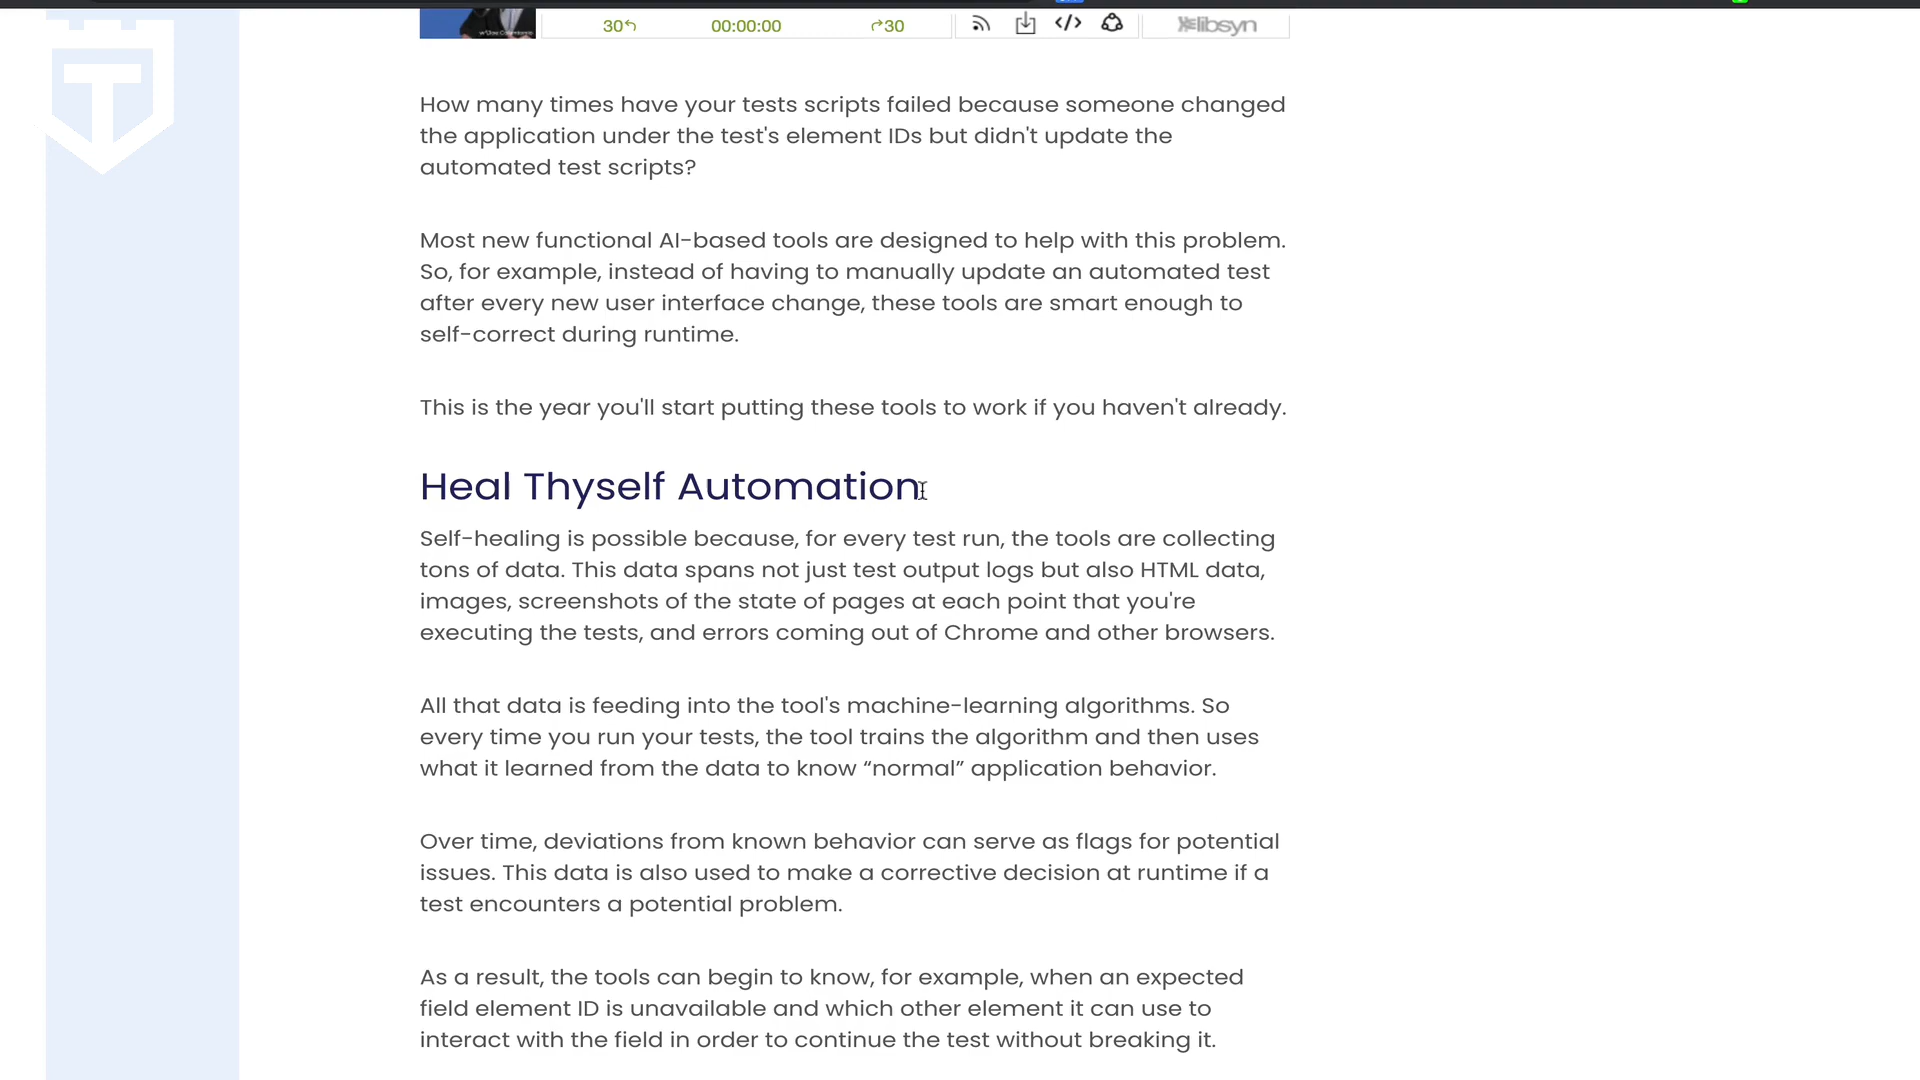 30
00:00:00
30
libsyn
How many times have your tests scripts failed because someone changed
the application under the test's element IDs but didn't update the
automated test scripts?
Most new functional AI-based tools are designed to help with this problem.
So, for example, instead of having to manually update an automated test
after every new user interface change, these tools are smart enough to
self-correct during runtime.
This is the year you'll start putting these tools to work if you haven't already.
Heal Thyself Automation
Self-healing is possible because, for every test run, the tools are collecting
tons of data. This data spans not just test output logs but also HTML data,
images, screenshots of the state of pages at each point that you're
executing the tests, and errors coming out of Chrome and other browsers.
All that data is feeding into the tool's machine-learning algorithms. So
every time you run your tests, the tool trains the algorithm and then uses
what it learned from the data to know “normal” application behavior.
Over time, deviations from known behavior can serve as flags for potential
issues. This data is also used to make a corrective decision at runtime if a
test encounters a potential problem.
As a result, the tools can begin to know, for example, when an expected
field element ID is unavailable and which other element it can use to
interact with the field in order to continue the test without breaking it.